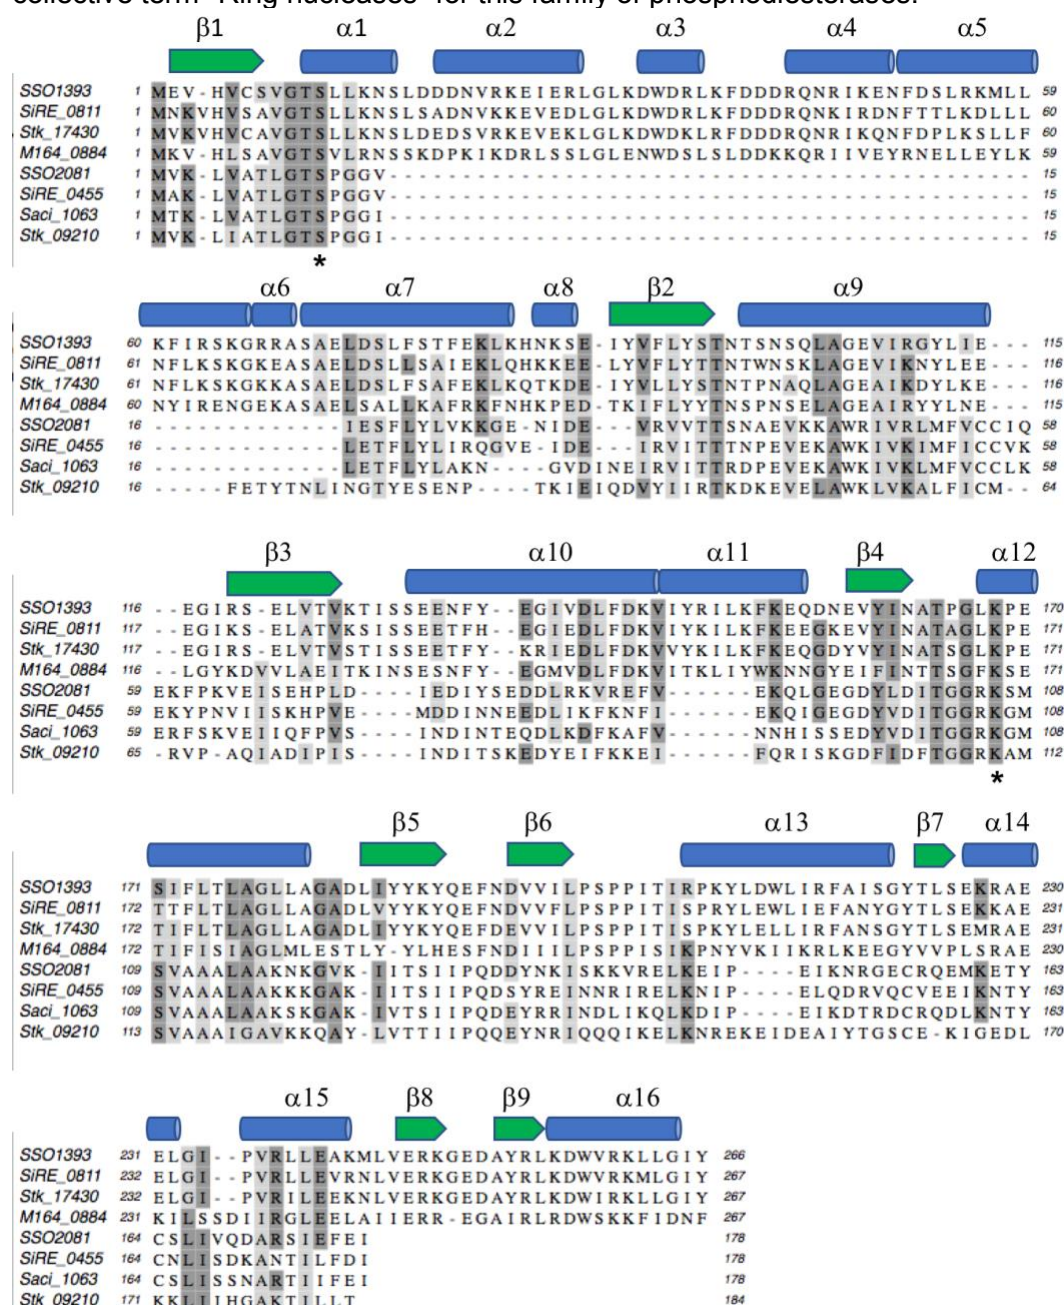 collective term "Ring nucleases" for this family of phosphodiesterases.
β1 α1 α2 α3 α4 α5
SSO1393 1 MEV-HVCSVGTSLLKNSLDDDNVRKEIERLGLKDWDRLKFDDDRQNRIKENFDSLRKMLL 59
SiRE_0811 1 MNKVHVSAVGTSLLKNSLSADNVKKEVEDLGLKDWDRLKFDDDRQNKIRDNFTTLKDLLL 60
Stk_17430 1 MVKVHVCAVGTSLLKNSLDEDSVRKEVEKLGLKDWDKLRFDDDRQNRIKQNFDPLKSLLF 60
M164_0884 1 MKV-HLSAVGTSVLRNSSKDPKIKDRLSSLGLENWDSLSLDDKKQRIIVEYRNELLEYLK 59
SSO2081 1 MVK-LVATLGTSPGGV-------------------------------------------- 15
SiRE_0455 1 MAK-LVATLGTSPGGV-------------------------------------------- 15
Saci_1063 1 MTK-LVATLGTSPGGI-------------------------------------------- 15
Stk_09210 1 MVK-LIATLGTSPGGI-------------------------------------------- 15
*
α6 α7 α8 β2 α9
SSO1393 60 KFIRSKGRRASAELDSLFSTFEKLKHNKSE-IYVFLYSTNTSNSQLAGEVIRGYLIE--- 115
SiRE_0811 61 NFLKSKGKEASAELDSLLSAIEKLQHKKEE-LYVFLYTTNTWNSKLAGEVIKNYLEE--- 116
Stk_17430 61 NFLKSKGKKASAELDSLFSAFEKLKQTKDE-IYVLLYSTNTPNAQLAGEAIKDYLKE--- 116
M164_0884 60 NYIRENGEKASAELSALLKAFRKFNHKPED-TKIFLYYTNSPNSELAGEAIRYYLNE--- 115
SSO2081 16 -------------IESFLYLVKKGE-NIDE--VRVVTTSNAEVKKAWRIVRLMFVCCIQ 58
SiRE_0455 16 -------------LETFLYLIRQGVE-IDE--IRVITTTNPEVEKAWKIVKIMFICCVK 58
Saci_1063 16 -------------LETFLYLAKN----GVDINEIRVITTRDPEVEKAWKIVKLMFVCCLK 58
Stk_09210 16 -----FETYTNLINGTYESENP----TKIEIQDVYIIRTKDKEVELAWKLVKALFICM-- 64
β3 α10 α11 β4 α12
SSO1393 116 --EGIRS-ELVTVKTISSEENFY--EGIVDLFDKVIYRILKFKEQDNEVYINATPGLKPE 170
SiRE_0811 117 --EGIKS-ELATVKSISSEETFH--EGIEDLFDKVIYKILKFKEEGKEVYINATAGLKPE 171
Stk_17430 117 --EGIRS-ELVTVSTISSEETFY--KRIEDLFDKVVYKILKFKEQGDYVYINATSGLKPE 171
M164_0884 116 --LGYKDVVLAEITKINSESNFY--EGMVDLFDKVITKLIYWKNNGYEIFINTTSGFKSE 171
SSO2081 59 EKFPKVEISEHPLD----IEDIYSEDDLRKVREFV------EKQLGEGDYLDITGGRKSM 108
SiRE_0455 59 EKYPNVIISKHPVE----MDDINNEEDLIKFKNFI------EKQIGEGDYVDITGGRKGM 108
Saci_1063 59 ERFSKVEIIQFPVS----INDINTEQDLKDFKAFV------NNHISSEDYVDITGGRKGM 108
Stk_09210 65 -RVP-AQIADIPIS----INDITSKEDYEIFKKEI------FQRISKGDFIDFTGGRKAM 112
*
β5 β6 α13 β7 α14
SSO1393 171 SIFLTLAGLLAGADLIYYKYQEFNDVVILPSPPITIRPKYLDWLIRFAISGYTLSEKRAE 230
SiRE_0811 172 TTFLTLAGLLAGADLVYYKYQEFNDVVFLPSPPITISPRYLEWLIEFANYGYTLSEKKAE 231
Stk_17430 172 TIFLTLAGLLAGADLIYYKYQEFDEVVILPSPPITISPKYLELLIRFANSGYTLSEMRAE 231
M164_0884 172 TIFSIAGLMLESTLY-YLHESFNDIIILPSPPISIKPNYVKIIKRLKEEGYVVPLSRAE 230
SSO2081 109 SVAAALAAKNKGVK-IITSIIPQDDYNKISKKVRELKEIP----EIKNRGECRQEMKETY 163
SiRE_0455 109 SVAAALAAKKKGAK-IITSIIPQDSYREINNRIRELKNIP----ELQDRVQCVEEIKNTY 163
Saci_1063 109 SVAAALAAKSKGAK-IVTSIIPQDEYRRINDLIKQLKDIP----EIKDTRDCRQDLKNTY 163
Stk_09210 113 SVAAAIGAVKKQAY-LVTTIIPQQEYNRIQQQIKELKNREKEIDEAIYTGSCE-KIGEDL 170
α15 β8 β9 α16
SSO1393 231 ELGI--PVRLLEAKMLVERKGEDAYRLKDWVRKLLGIY 266
SiRE_0811 232 ELGI--PVRLLEVRNLVERKGEDAYRLKDWVRKMLGIY 267
Stk_17430 232 ELGI--PVRILEEKNLVERKGEDAYRLKDWIRKLLGIY 267
M164_0884 231 KILSSDIIRGLEELAIIERR-EGAIRLRDWSKKFIDNF 267
SSO2081 164 CSLIVQDARSIEFEI 178
SiRE_0455 164 CNLISDKANTILFDI 178
Saci_1063 164 CSLISSNARTIIFEI 178
Stk_09210 171 KKLIIHGAKTILLT 184